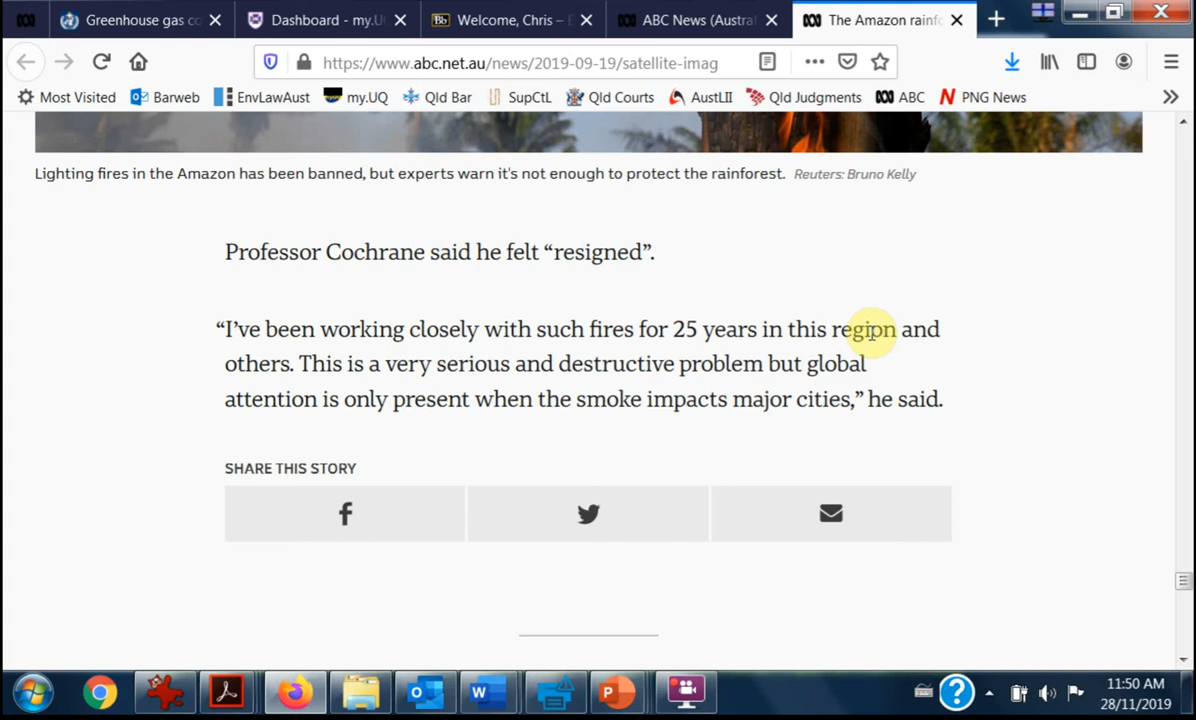 Greenhouse gas co
Dashboard - my.U
Welcome, Chris –
ABC News (Austral
The Amazon rainf
https://www.abc.net.au/news/2019-09-19/satellite-imag
Most Visited
Barweb
EnvLawAust
my.UQ
Qld Bar
SupCtL
Qld Courts
AustLII
Qld Judgments
ABC
PNG News
Lighting fires in the Amazon has been banned, but experts warn it's not enough to protect the rainforest. Reuters: Bruno Kelly
Professor Cochrane said he felt “resigned”.
“I’ve been working closely with such fires for 25 years in this region and
others. This is a very serious and destructive problem but global
attention is only present when the smoke impacts major cities,” he said.
SHARE THIS STORY
11:50 AM
28/11/2019